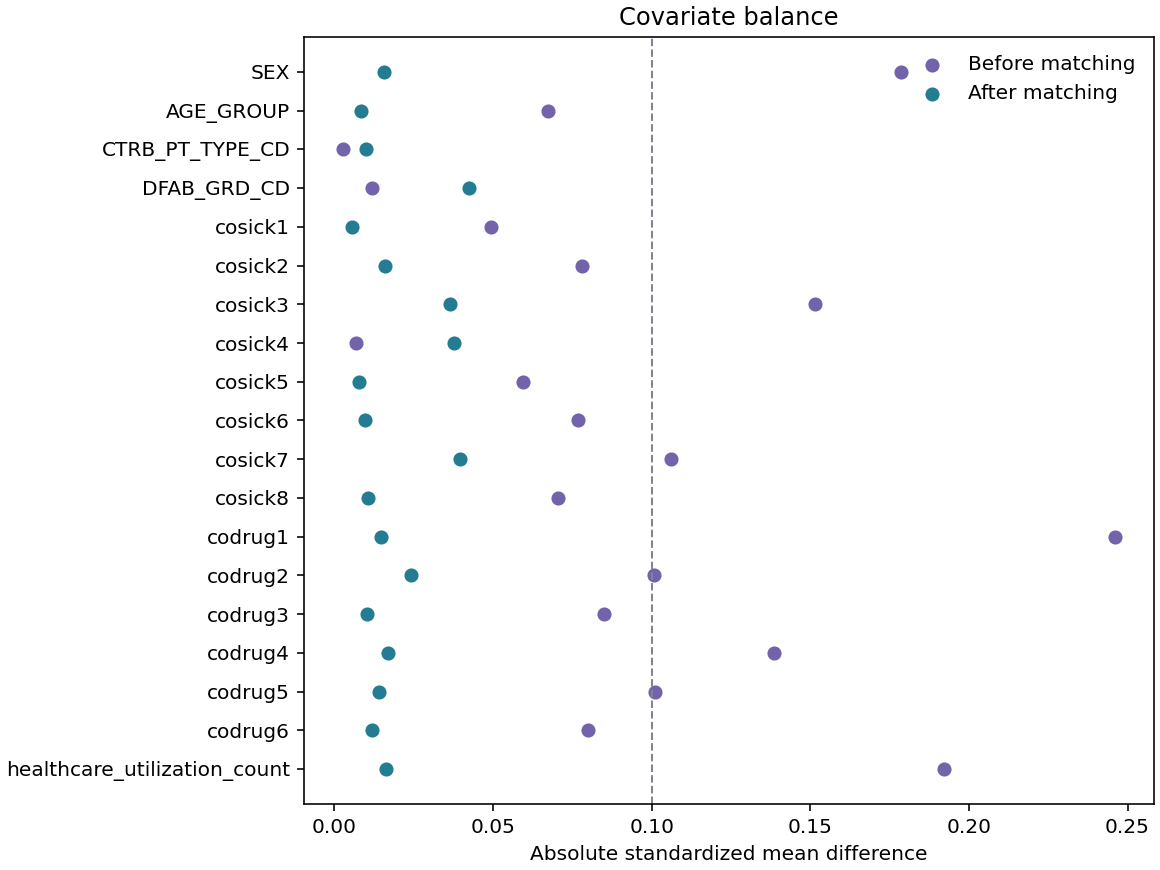 Covariate balance
SEX
AGE_GROUP
CTRB_PT_TYPE_CD
DFAB_GRD_CD
cosick1
cosick2
cosick3
cosick4
cosick5
cosick6
cosick7
cosick8
codrug1
codrug2
codrug3
codrug4
codrug5
codrug6
healthcare_utilization_count
Before matching
After matching
0.00 0.05 0.10 0.15 0.20 0.25
Absolute standardized mean difference